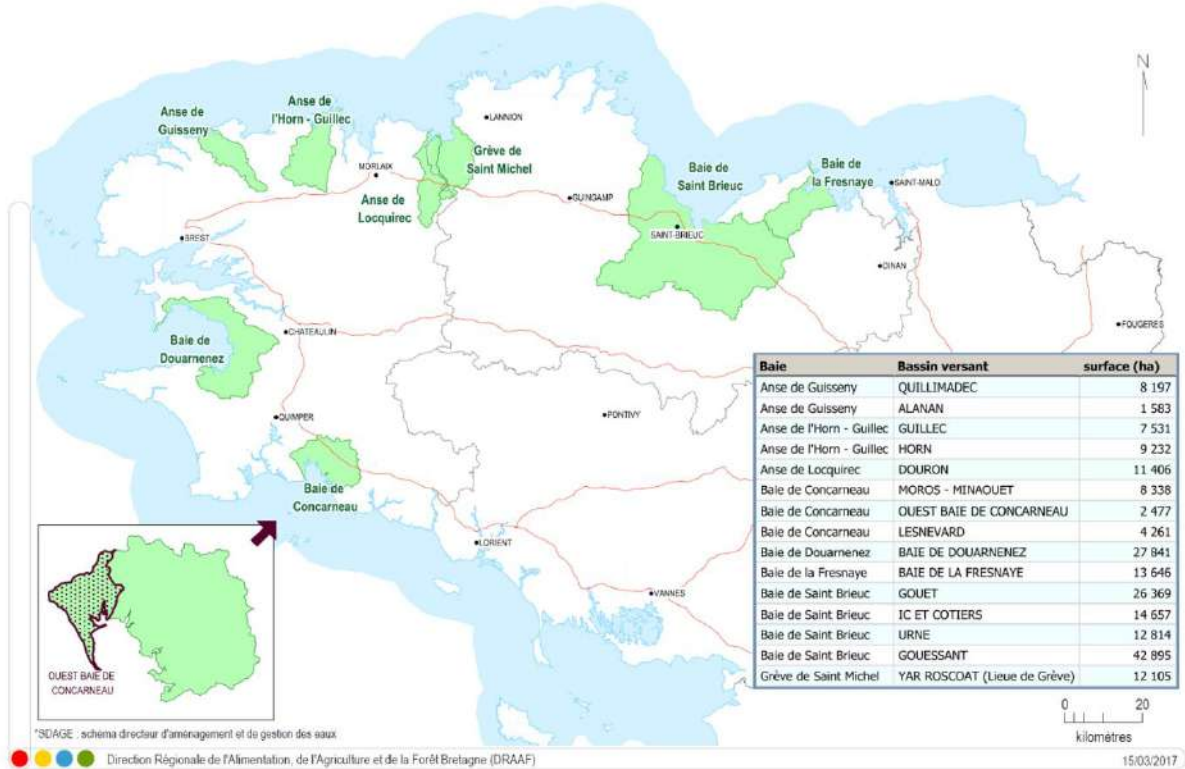 N
Anse de
Guisseny
Anse de
l'Horn - Guillec
LANNION
MORLAIX
Grève de
Saint Michel
Anse de
Locquirec
GUINGAMP
Baie de
Saint Brieuc
Baie de
la Fresnaye
SAINT-MALO
BREST
SAINT-BRIEUC
DINAN
FOUGERES
CHATEAULIN
Baie de
Douarnenez
QUIMPER
PONTIVY
Baie de
Concarneau
LORIENT
VANNES
Baie Bassin versant surface (ha)
Anse de Guisseny QUILLIMADEC 8 197
Anse de Guisseny ALANAN 1 583
Anse de l'Horn - Guillec GUILLEC 7 531
Anse de l'Horn - Guillec HORN 9 232
Anse de Locquirec DOURON 11 406
Baie de Concarneau MOROS - MINAOUET 8 338
Baie de Concarneau OUEST BAIE DE CONCARNEAU 2 477
Baie de Concarneau LESNEVARD 4 261
Baie de Douarnenez BAIE DE DOUARNENEZ 27 841
Baie de la Fresnaye BAIE DE LA FRESNAYE 13 646
Baie de Saint Brieuc GOUET 26 369
Baie de Saint Brieuc IC ET COTIERS 14 657
Baie de Saint Brieuc URNE 12 814
Baie de Saint Brieuc GOUESSANT 42 895
Grève de Saint Michel YAR ROSCOAT (Lieue de Grève) 12 105
OUEST BAIE DE
CONCARNEAU
0 20
kilomètres
*SDAGE : schéma directeur d'aménagement et de gestion des eaux
Direction Régionale de l'Alimentation, de l'Agriculture et de la Forêt Bretagne (DRAAF)
15/03/2017